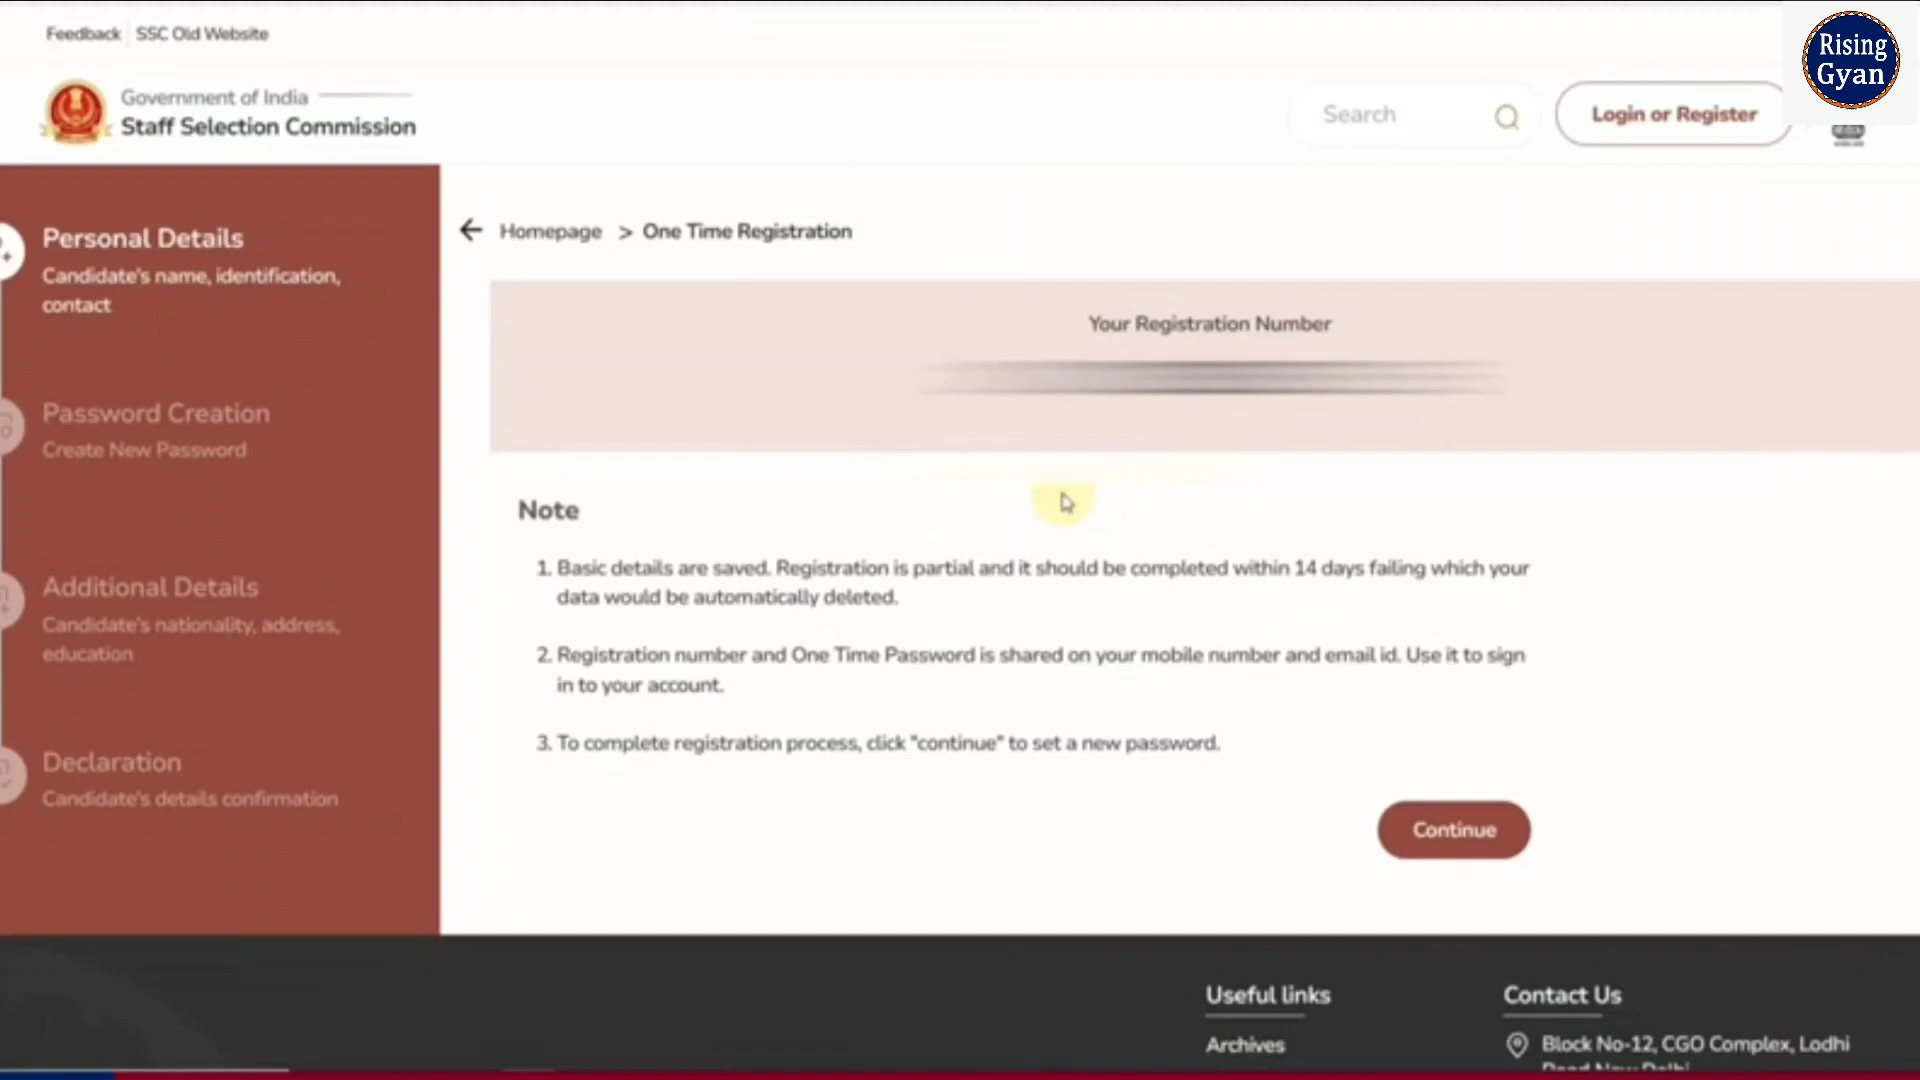 Feedback SSC Old Website
Rising
Gyan
Government of India
Staff Selection Commission
Search
Login or Register
Personal Details
Candidate's name, identification,
contact
Password Creation
Create New Password
Additional Details
Candidate's nationality, address,
education
Declaration
Candidate's details confirmation
Homepage > One Time Registration
Your Registration Number
Note
1. Basic details are saved. Registration is partial and it should be completed within 14 days failing which your
data would be automatically deleted.
2. Registration number and One Time Password is shared on your mobile number and email id. Use it to sign
in to your account.
3. To complete registration process, click "continue" to set a new password.
Continue
Useful links
Archives
Contact Us
Block No-12, CGO Complex, Lodhi
Road New Delhi